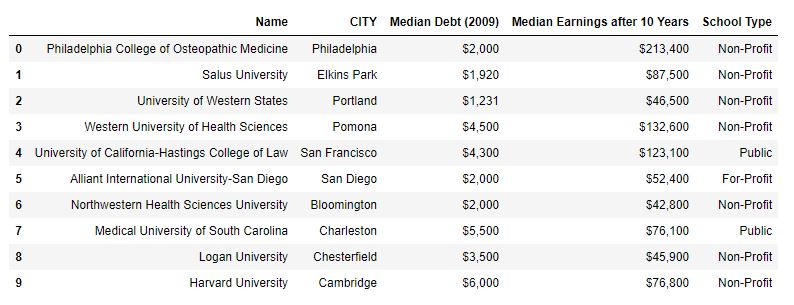 Name CITY Median Debt (2009) Median Earnings after 10 Years School Type
0 Philadelphia College of Osteopathic Medicine Philadelphia $2,000 $213,400 Non-Profit
1 Salus University Elkins Park $1,920 $87,500 Non-Profit
2 University of Western States Portland $1,231 $46,500 Non-Profit
3 Western University of Health Sciences Pomona $4,500 $132,600 Non-Profit
4 University of California-Hastings College of Law San Francisco $4,300 $123,100 Public
5 Alliant International University-San Diego San Diego $2,000 $52,400 For-Profit
6 Northwestern Health Sciences University Bloomington $2,000 $42,800 Non-Profit
7 Medical University of South Carolina Charleston $5,500 $76,100 Public
8 Logan University Chesterfield $3,500 $45,900 Non-Profit
9 Harvard University Cambridge $6,000 $76,800 Non-Profit